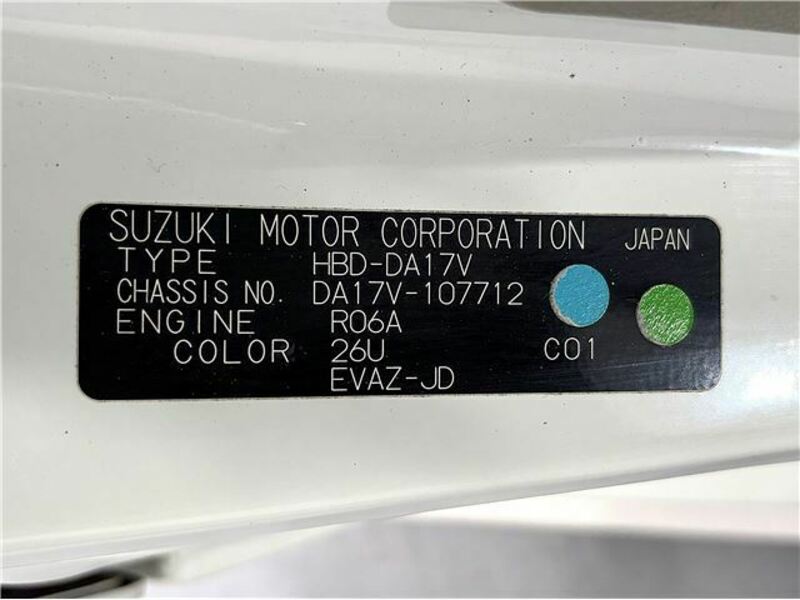 SUZUKI MOTOR CORPORATION JAPAN
TYPE HBD-DA17V
CHASSIS NO. DA17V-107712
ENGINE R06A
COLOR 26U C01
EVAZ-JD